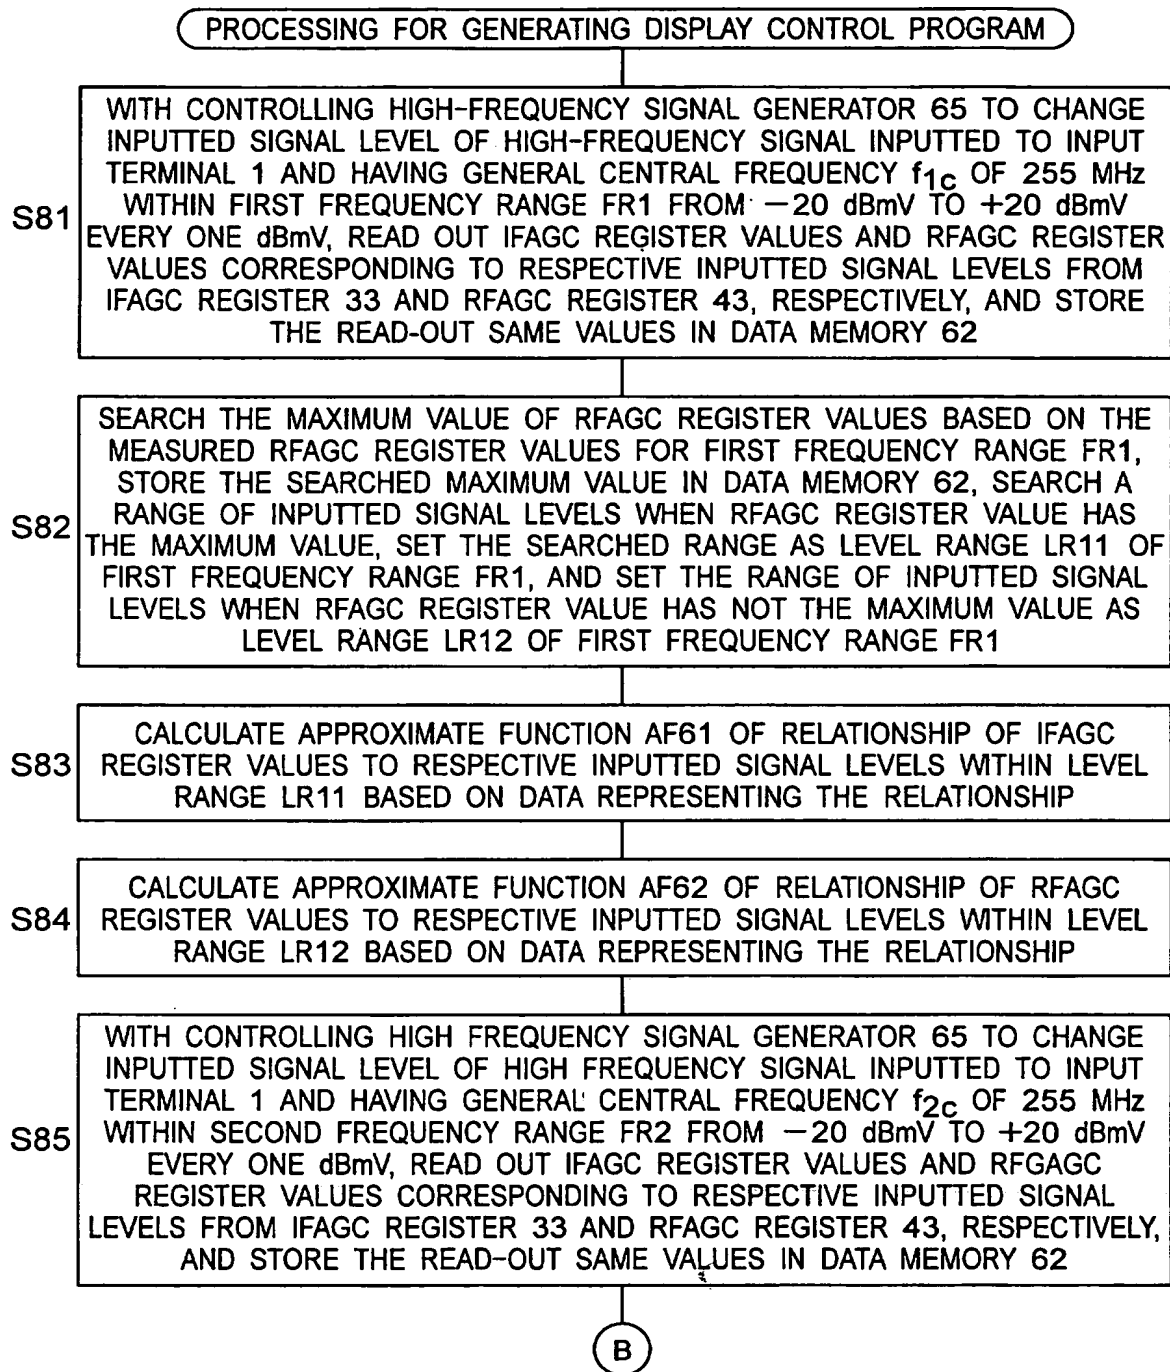 PROCESSING FOR GENERATING DISPLAY CONTROL PROGRAM
S81
WITH CONTROLLING HIGH-FREQUENCY SIGNAL GENERATOR 65 TO CHANGE
INPUTTED SIGNAL LEVEL OF HIGH-FREQUENCY SIGNAL INPUTTED TO INPUT
TERMINAL 1 AND HAVING GENERAL CENTRAL FREQUENCY f1c OF 255 MHz
WITHIN FIRST FREQUENCY RANGE FR1 FROM −20 dBmV TO +20 dBmV
EVERY ONE dBmV, READ OUT IFAGC REGISTER VALUES AND RFAGC REGISTER
VALUES CORRESPONDING TO RESPECTIVE INPUTTED SIGNAL LEVELS FROM
IFAGC REGISTER 33 AND RFAGC REGISTER 43, RESPECTIVELY, AND STORE
THE READ-OUT SAME VALUES IN DATA MEMORY 62
S82
SEARCH THE MAXIMUM VALUE OF RFAGC REGISTER VALUES BASED ON THE
MEASURED RFAGC REGISTER VALUES FOR FIRST FREQUENCY RANGE FR1,
STORE THE SEARCHED MAXIMUM VALUE IN DATA MEMORY 62, SEARCH A
RANGE OF INPUTTED SIGNAL LEVELS WHEN RFAGC REGISTER VALUE HAS
THE MAXIMUM VALUE, SET THE SEARCHED RANGE AS LEVEL RANGE LR11 OF
FIRST FREQUENCY RANGE FR1, AND SET THE RANGE OF INPUTTED SIGNAL
LEVELS WHEN RFAGC REGISTER VALUE HAS NOT THE MAXIMUM VALUE AS
LEVEL RANGE LR12 OF FIRST FREQUENCY RANGE FR1
S83
CALCULATE APPROXIMATE FUNCTION AF61 OF RELATIONSHIP OF IFAGC
REGISTER VALUES TO RESPECTIVE INPUTTED SIGNAL LEVELS WITHIN LEVEL
RANGE LR11 BASED ON DATA REPRESENTING THE RELATIONSHIP
S84
CALCULATE APPROXIMATE FUNCTION AF62 OF RELATIONSHIP OF RFAGC
REGISTER VALUES TO RESPECTIVE INPUTTED SIGNAL LEVELS WITHIN LEVEL
RANGE LR12 BASED ON DATA REPRESENTING THE RELATIONSHIP
S85
WITH CONTROLLING HIGH FREQUENCY SIGNAL GENERATOR 65 TO CHANGE
INPUTTED SIGNAL LEVEL OF HIGH FREQUENCY SIGNAL INPUTTED TO INPUT
TERMINAL 1 AND HAVING GENERAL CENTRAL FREQUENCY f2c OF 255 MHz
WITHIN SECOND FREQUENCY RANGE FR2 FROM −20 dBmV TO +20 dBmV
EVERY ONE dBmV, READ OUT IFAGC REGISTER VALUES AND RFGAGC
REGISTER VALUES CORRESPONDING TO RESPECTIVE INPUTTED SIGNAL
LEVELS FROM IFAGC REGISTER 33 AND RFAGC REGISTER 43, RESPECTIVELY,
AND STORE THE READ-OUT SAME VALUES IN DATA MEMORY 62
B